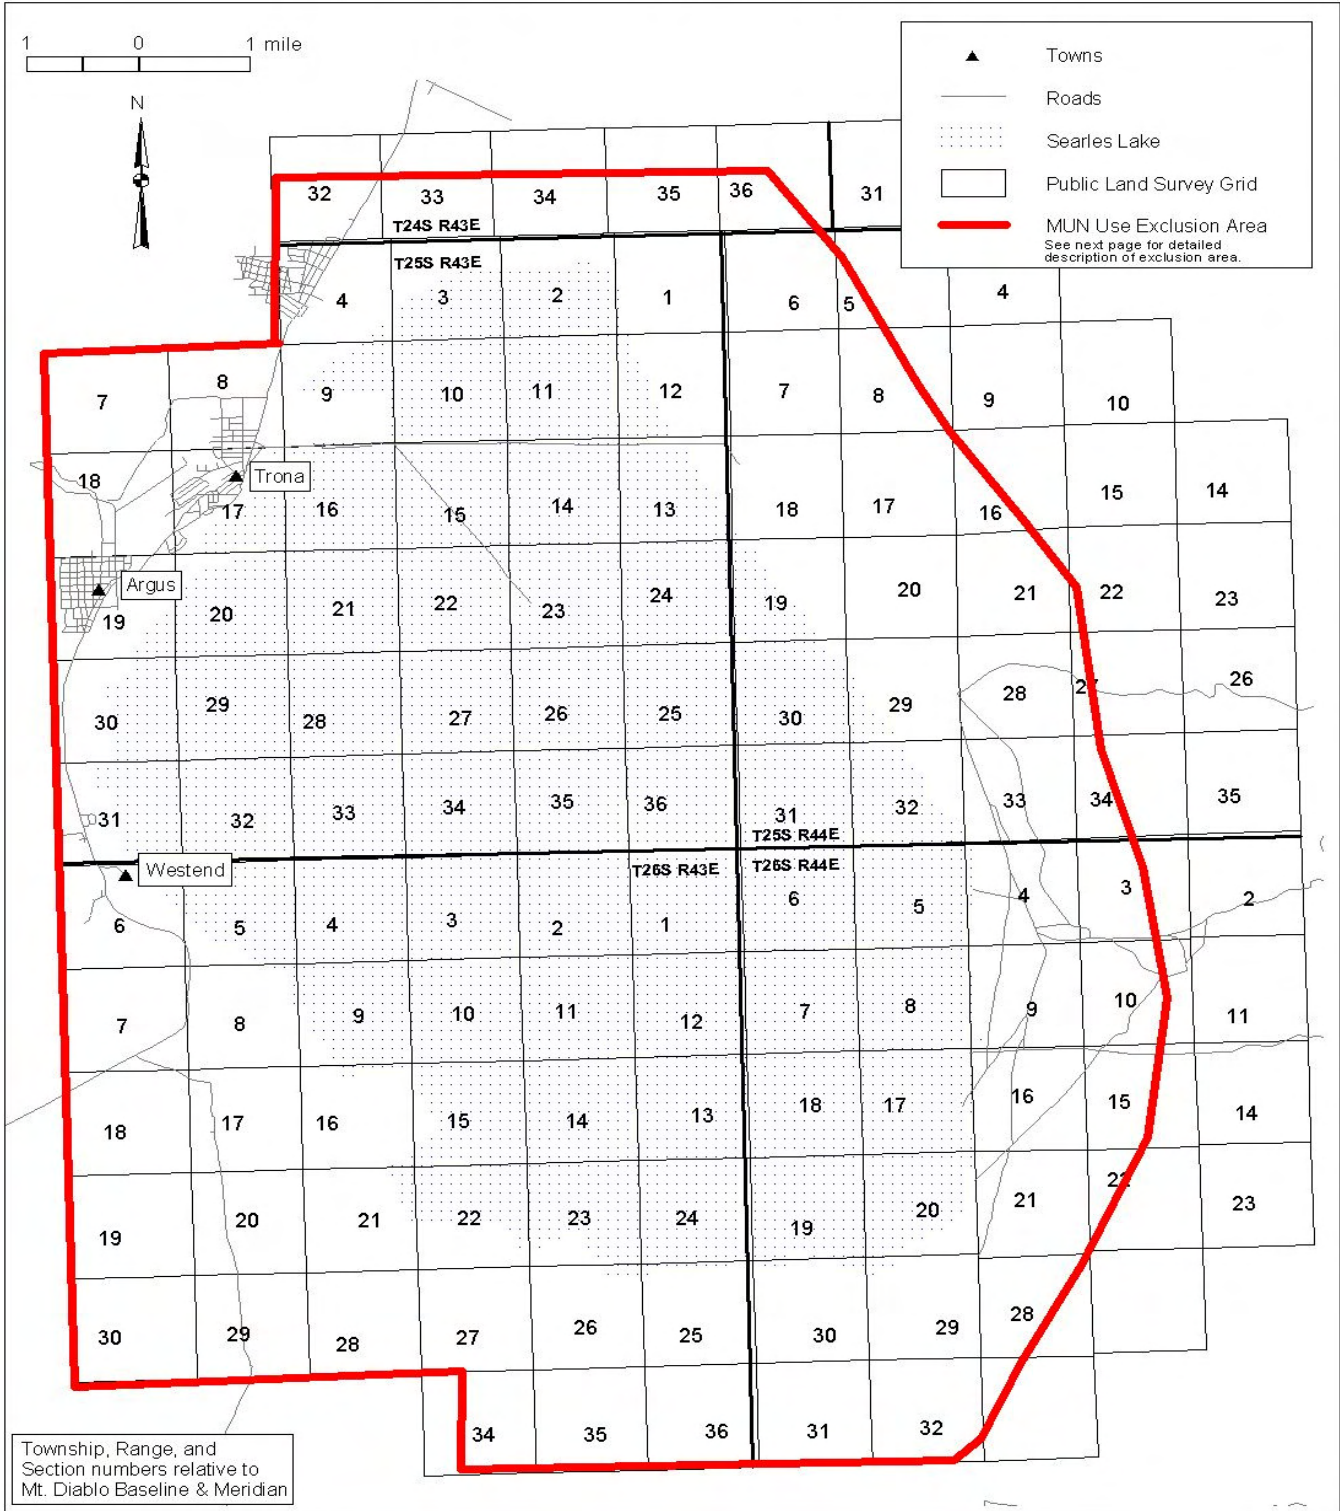 1 0 1 mile
N
Towns
Roads
Searles Lake
Public Land Survey Grid
MUN Use Exclusion Area
See next page for detailed
description of exclusion area.
32 33 34 35 36 31
T24S R43E
T25S R43E
4 3 2 1 6 5 4
7 8 9 10 11 12 7 8 9 10
18 17 16 15 14 13 18 17 16 15 14
Trona
Argus
19 20 21 22 23 24 19 20 21 22 23
30 29 28 27 26 25 30 29 28 27 26
31 32 33 34 35 36 31 32 33 34 35
T25S R44E
Westend
T26S R43E T26S R44E
6 5 4 3 2 1 6 5 4 3 2
7 8 9 10 11 12 7 8 9 10 11
18 17 16 15 14 13 18 17 16 15 14
19 20 21 22 23 24 19 20 21 22 23
30 29 28 27 26 25 30 29 28
34 35 36 31 32
Township, Range, and
Section numbers relative to
Mt. Diablo Baseline & Meridian